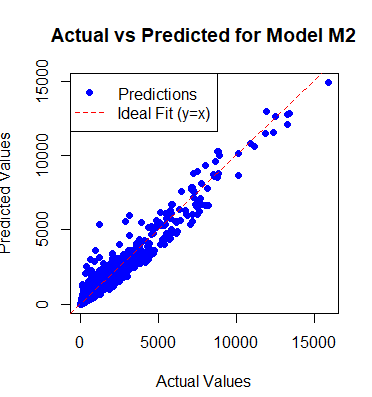 Actual vs Predicted for Model M2
Predictions
Ideal Fit (y=x)
Predicted Values
15000
10000
5000
0
0
5000
10000
15000
Actual Values